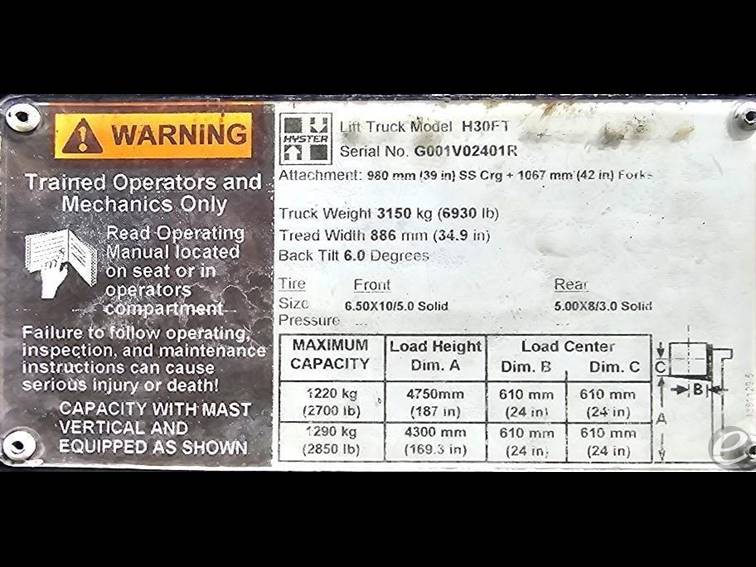 WARNING
Trained Operators and
Mechanics Only
Read Operating
Manual located
on seat or in
operators
compartment
Failure to follow operating,
inspection, and maintenance
instructions can cause
serious injury or death!
CAPACITY WITH MAST
VERTICAL AND
EQUIPPED AS SHOWN
HYSTER
Lift Truck Model H30FT
Serial No. G001V02401R
Attachment: 980 mm (39 in) SS Crg + 1067 mm (42 in) Forks
Truck Weight 3150 kg (6930 lb)
Tread Width 886 mm (34.9 in)
Back Tilt 6.0 Degrees
Tire Front Rear
Size 6.50X10/5.0 Solid 5.00X8/3.0 Solid
Pressure
MAXIMUM CAPACITY Load Height Dim. A Load Center Dim. B Dim. C
1220 kg 4750mm 610 mm 610 mm
(2700 lb) (187 in) (24 in) (24 in)
1290 kg 4300 mm 610 mm 610 mm
(2850 lb) (169.3 in) (24 in) (24 in)
C
B
A